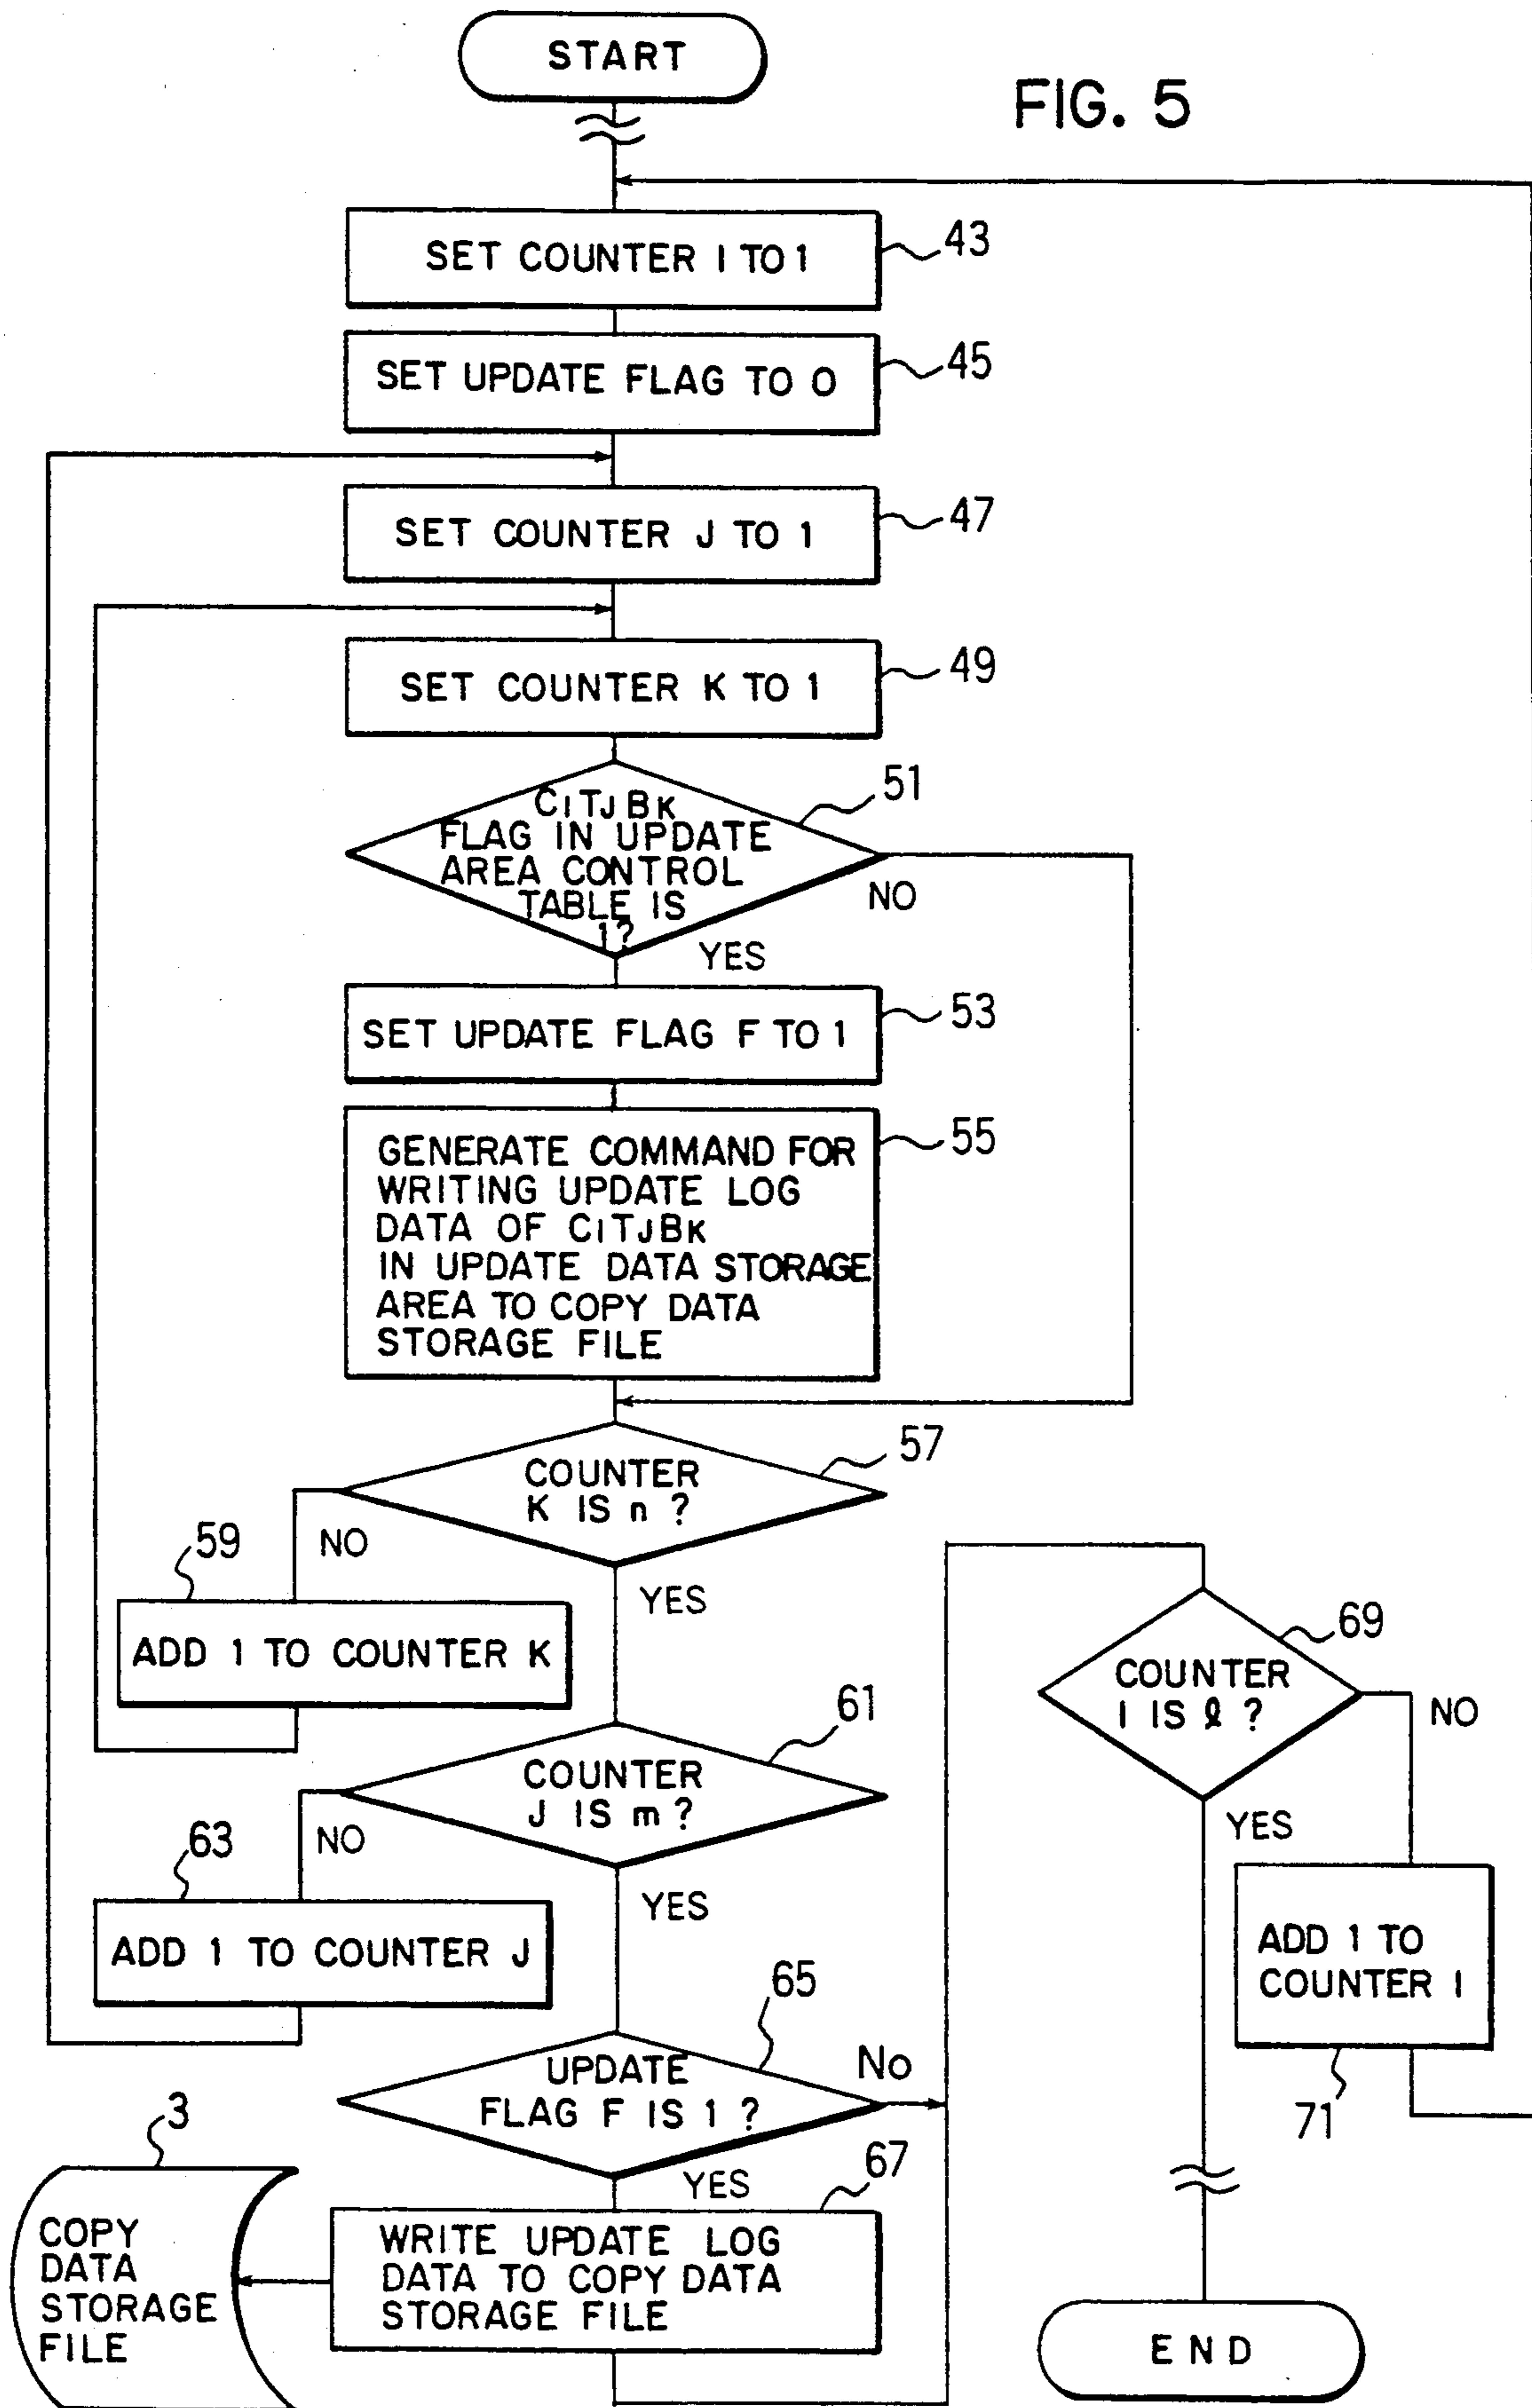 START
FIG. 5
SET COUNTER I TO 1
43
SET UPDATE FLAG TO 0
45
SET COUNTER J TO 1
47
SET COUNTER K TO 1
49
CITJBK
FLAG IN UPDATE
AREA CONTROL
TABLE IS
1?
51
NO
YES
SET UPDATE FLAG F TO 1
53
GENERATE COMMAND FOR
WRITING UPDATE LOG
DATA OF CITJBK
IN UPDATE DATA STORAGE
AREA TO COPY DATA
STORAGE FILE
55
COUNTER
K IS n ?
57
NO
YES
59
ADD 1 TO COUNTER K
COUNTER
J IS m ?
61
NO
YES
63
ADD 1 TO COUNTER J
UPDATE
FLAG F IS 1 ?
65
No
YES
67
WRITE UPDATE LOG
DATA TO COPY DATA
STORAGE FILE
3
COPY
DATA
STORAGE
FILE
COUNTER
I IS ℓ ?
69
NO
YES
ADD 1 TO
COUNTER I
71
END